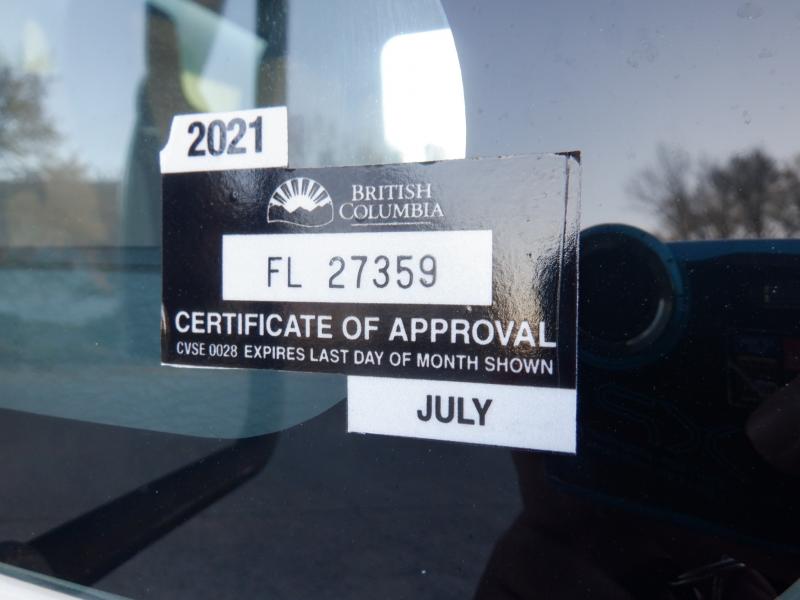 2021
BRITISH
COLUMBIA
FL 27359
CERTIFICATE OF APPROVAL
CVSE 0028 EXPIRES LAST DAY OF MONTH SHOWN
JULY